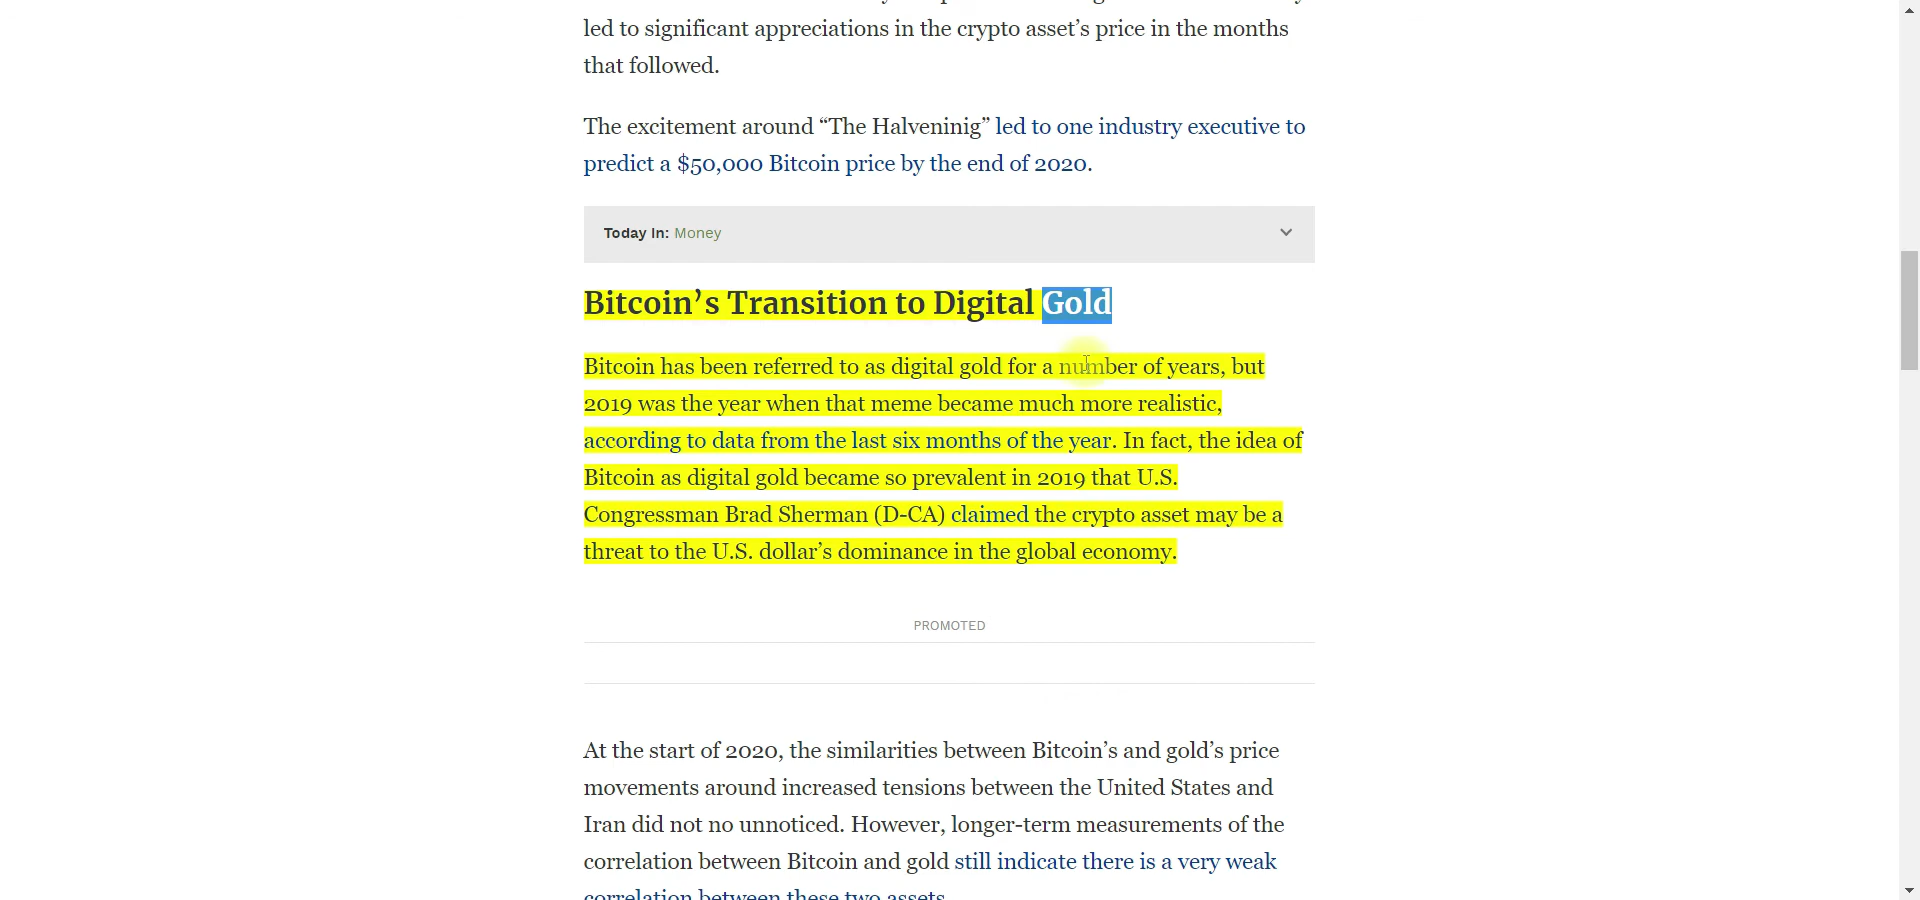 led to significant appreciations in the crypto asset’s price in the months
that followed.
The excitement around “The Halveninig” led to one industry executive to
predict a $50,000 Bitcoin price by the end of 2020.
Today In: Money
Bitcoin’s Transition to Digital Gold
Bitcoin has been referred to as digital gold for a number of years, but
2019 was the year when that meme became much more realistic,
according to data from the last six months of the year. In fact, the idea of
Bitcoin as digital gold became so prevalent in 2019 that U.S.
Congressman Brad Sherman (D-CA) claimed the crypto asset may be a
threat to the U.S. dollar’s dominance in the global economy.
PROMOTED
At the start of 2020, the similarities between Bitcoin’s and gold’s price
movements around increased tensions between the United States and
Iran did not no unnoticed. However, longer-term measurements of the
correlation between Bitcoin and gold still indicate there is a very weak
correlation between these two assets.